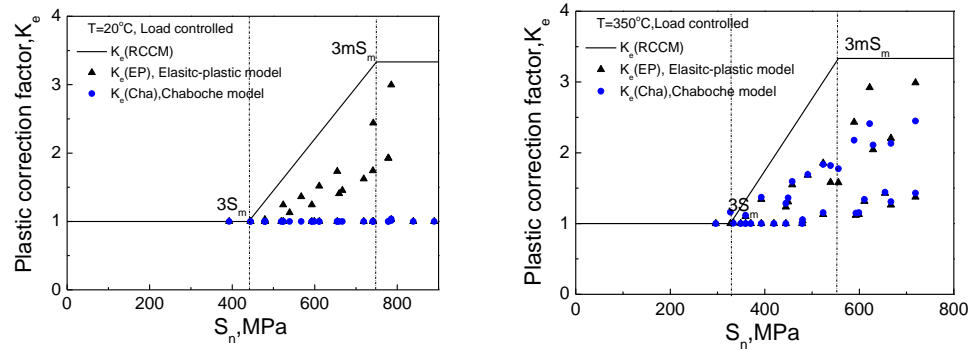 T=20°C, Load controlled
K_e(RCCM)
K_e(EP), Elasitc-plastic model
K_e(Cha),Chaboche model
3mS_m
3S_m
Plastic correction factor,K_e
4
3
2
1
0
0 200 400 600 800
S_n,MPa
T=350°C,Load controlled
K_e(RCCM)
K_e(EP), Elasitc-plastic model
K_e(Cha),Chaboche model
3mS_m
3S_m
Plastic correction factor,K_e
4
3
2
1
0
0 200 400 600 800
S_n,MPa